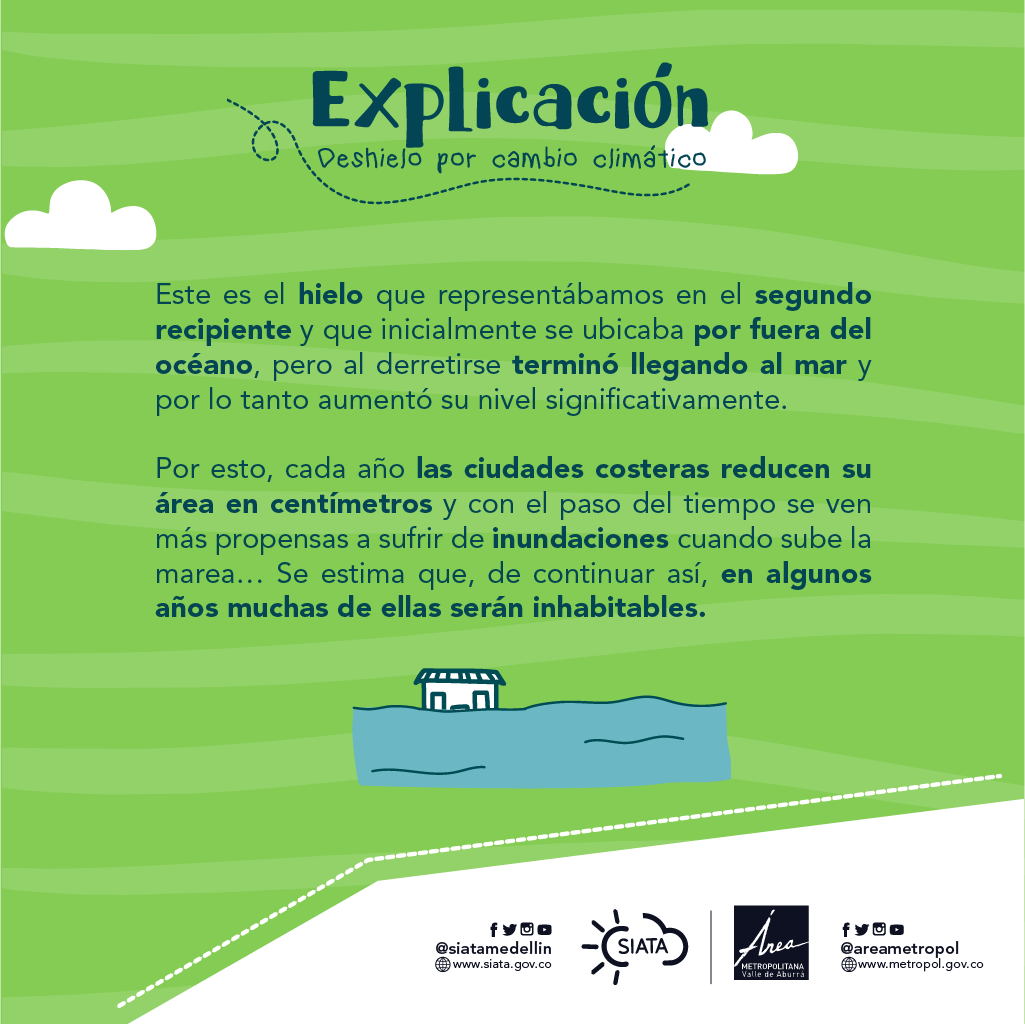 Explicación
Deshielo por cambio climático
Este es el hielo que representábamos en el segundo
recipiente y que inicialmente se ubicaba por fuera del
océano, pero al derretirse terminó llegando al mar y
por lo tanto aumentó su nivel significativamente.
Por esto, cada año las ciudades costeras reducen su
área en centímetros y con el paso del tiempo se ven
más propensas a sufrir de inundaciones cuando sube la
marea... Se estima que, de continuar así, en algunos
años muchas de ellas serán inhabitables.
@siatamedellin
www.siata.gov.co
SIATA
Área
METROPOLITANA
Valle de Aburrá
@areametropol
www.metropol.gov.co